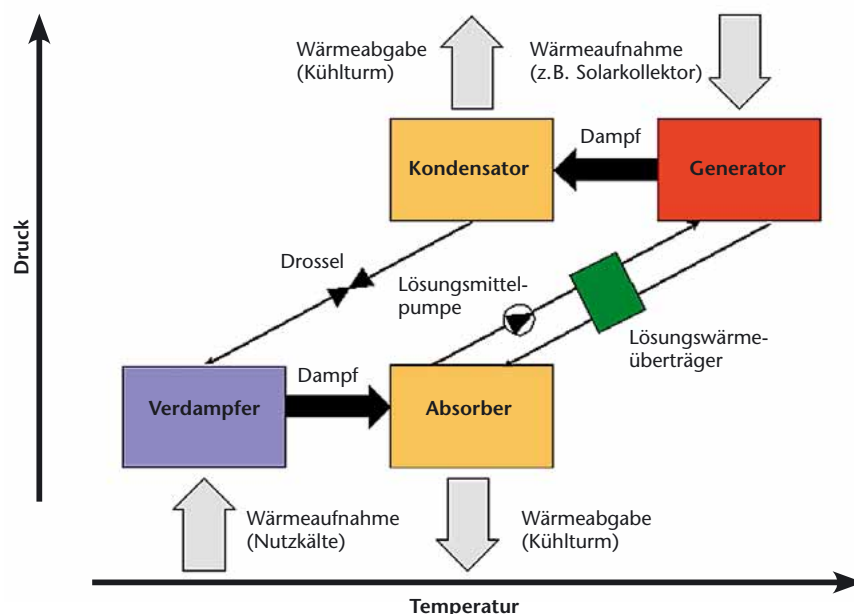 Wärmeabgabe
(Kühlturm)
Wärmeaufnahme
(z.B. Solarkollektor)
Kondensator
Dampf
Generator
Druck
Drossel
Lösungsmittel-
pumpe
Lösungswärme-
überträger
Verdampfer
Dampf
Absorber
Wärmeaufnahme
(Nutzkälte)
Wärmeabgabe
(Kühlturm)
Temperatur